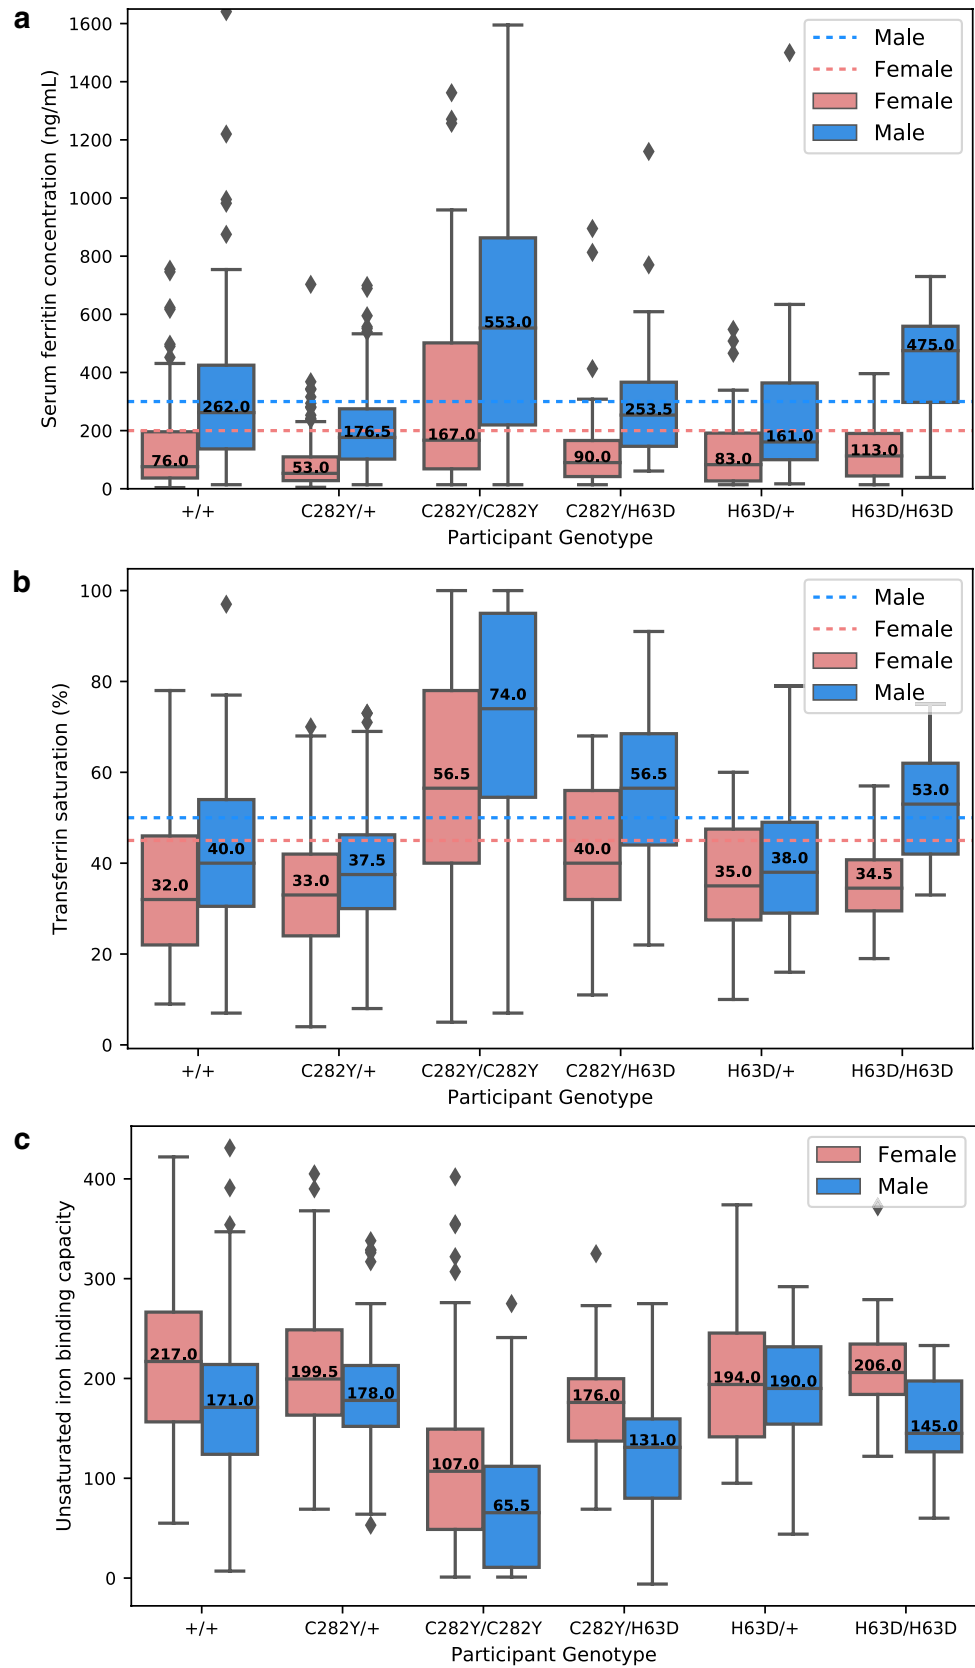 a
Serum ferritin concentration (ng/mL)
1600
1400
1200
1000
800
600
400
200
0
Male
Female
Female
Male
76.0
262.0
53.0
176.5
167.0
553.0
90.0
253.5
83.0
161.0
113.0
475.0
+/+ C282Y/+ C282Y/C282Y C282Y/H63D H63D/+ H63D/H63D
Participant Genotype
b
Transferrin saturation (%)
100
80
60
40
20
0
Male
Female
Female
Male
32.0
40.0
33.0
37.5
56.5
74.0
40.0
56.5
35.0
38.0
34.5
53.0
+/+ C282Y/+ C282Y/C282Y C282Y/H63D H63D/+ H63D/H63D
Participant Genotype
c
Unsaturated iron binding capacity
400
300
200
100
0
Female
Male
217.0
171.0
199.5
178.0
107.0
65.5
176.0
131.0
194.0
190.0
206.0
145.0
+/+ C282Y/+ C282Y/C282Y C282Y/H63D H63D/+ H63D/H63D
Participant Genotype